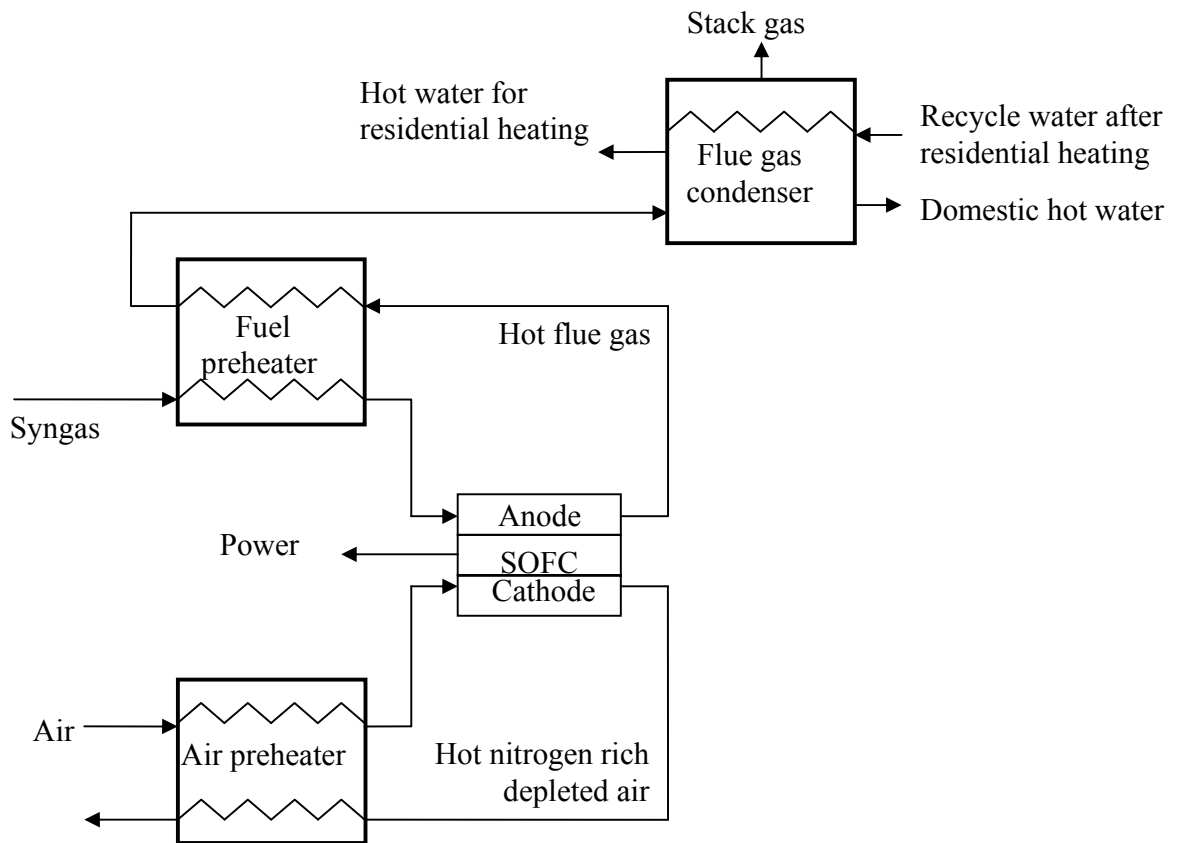 Stack gas
Hot water for
residential heating
Recycle water after
residential heating
Flue gas
condenser
Domestic hot water
Fuel
preheater
Hot flue gas
Syngas
Anode
Power
SOFC
Cathode
Air
Air preheater
Hot nitrogen rich
depleted air